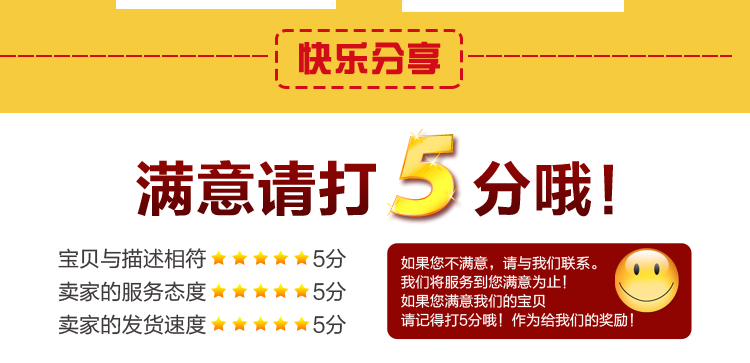 快乐分享
满意请打5分哦!
宝贝与描述相符★★★★★5分
卖家的服务态度★★★★★5分
卖家的发货速度★★★★★5分
如果您不满意，请与我们联系。
我们将服务到您满意为止!
如果您满意我们的宝贝
请记得打5分哦! 作为给我们的奖励!